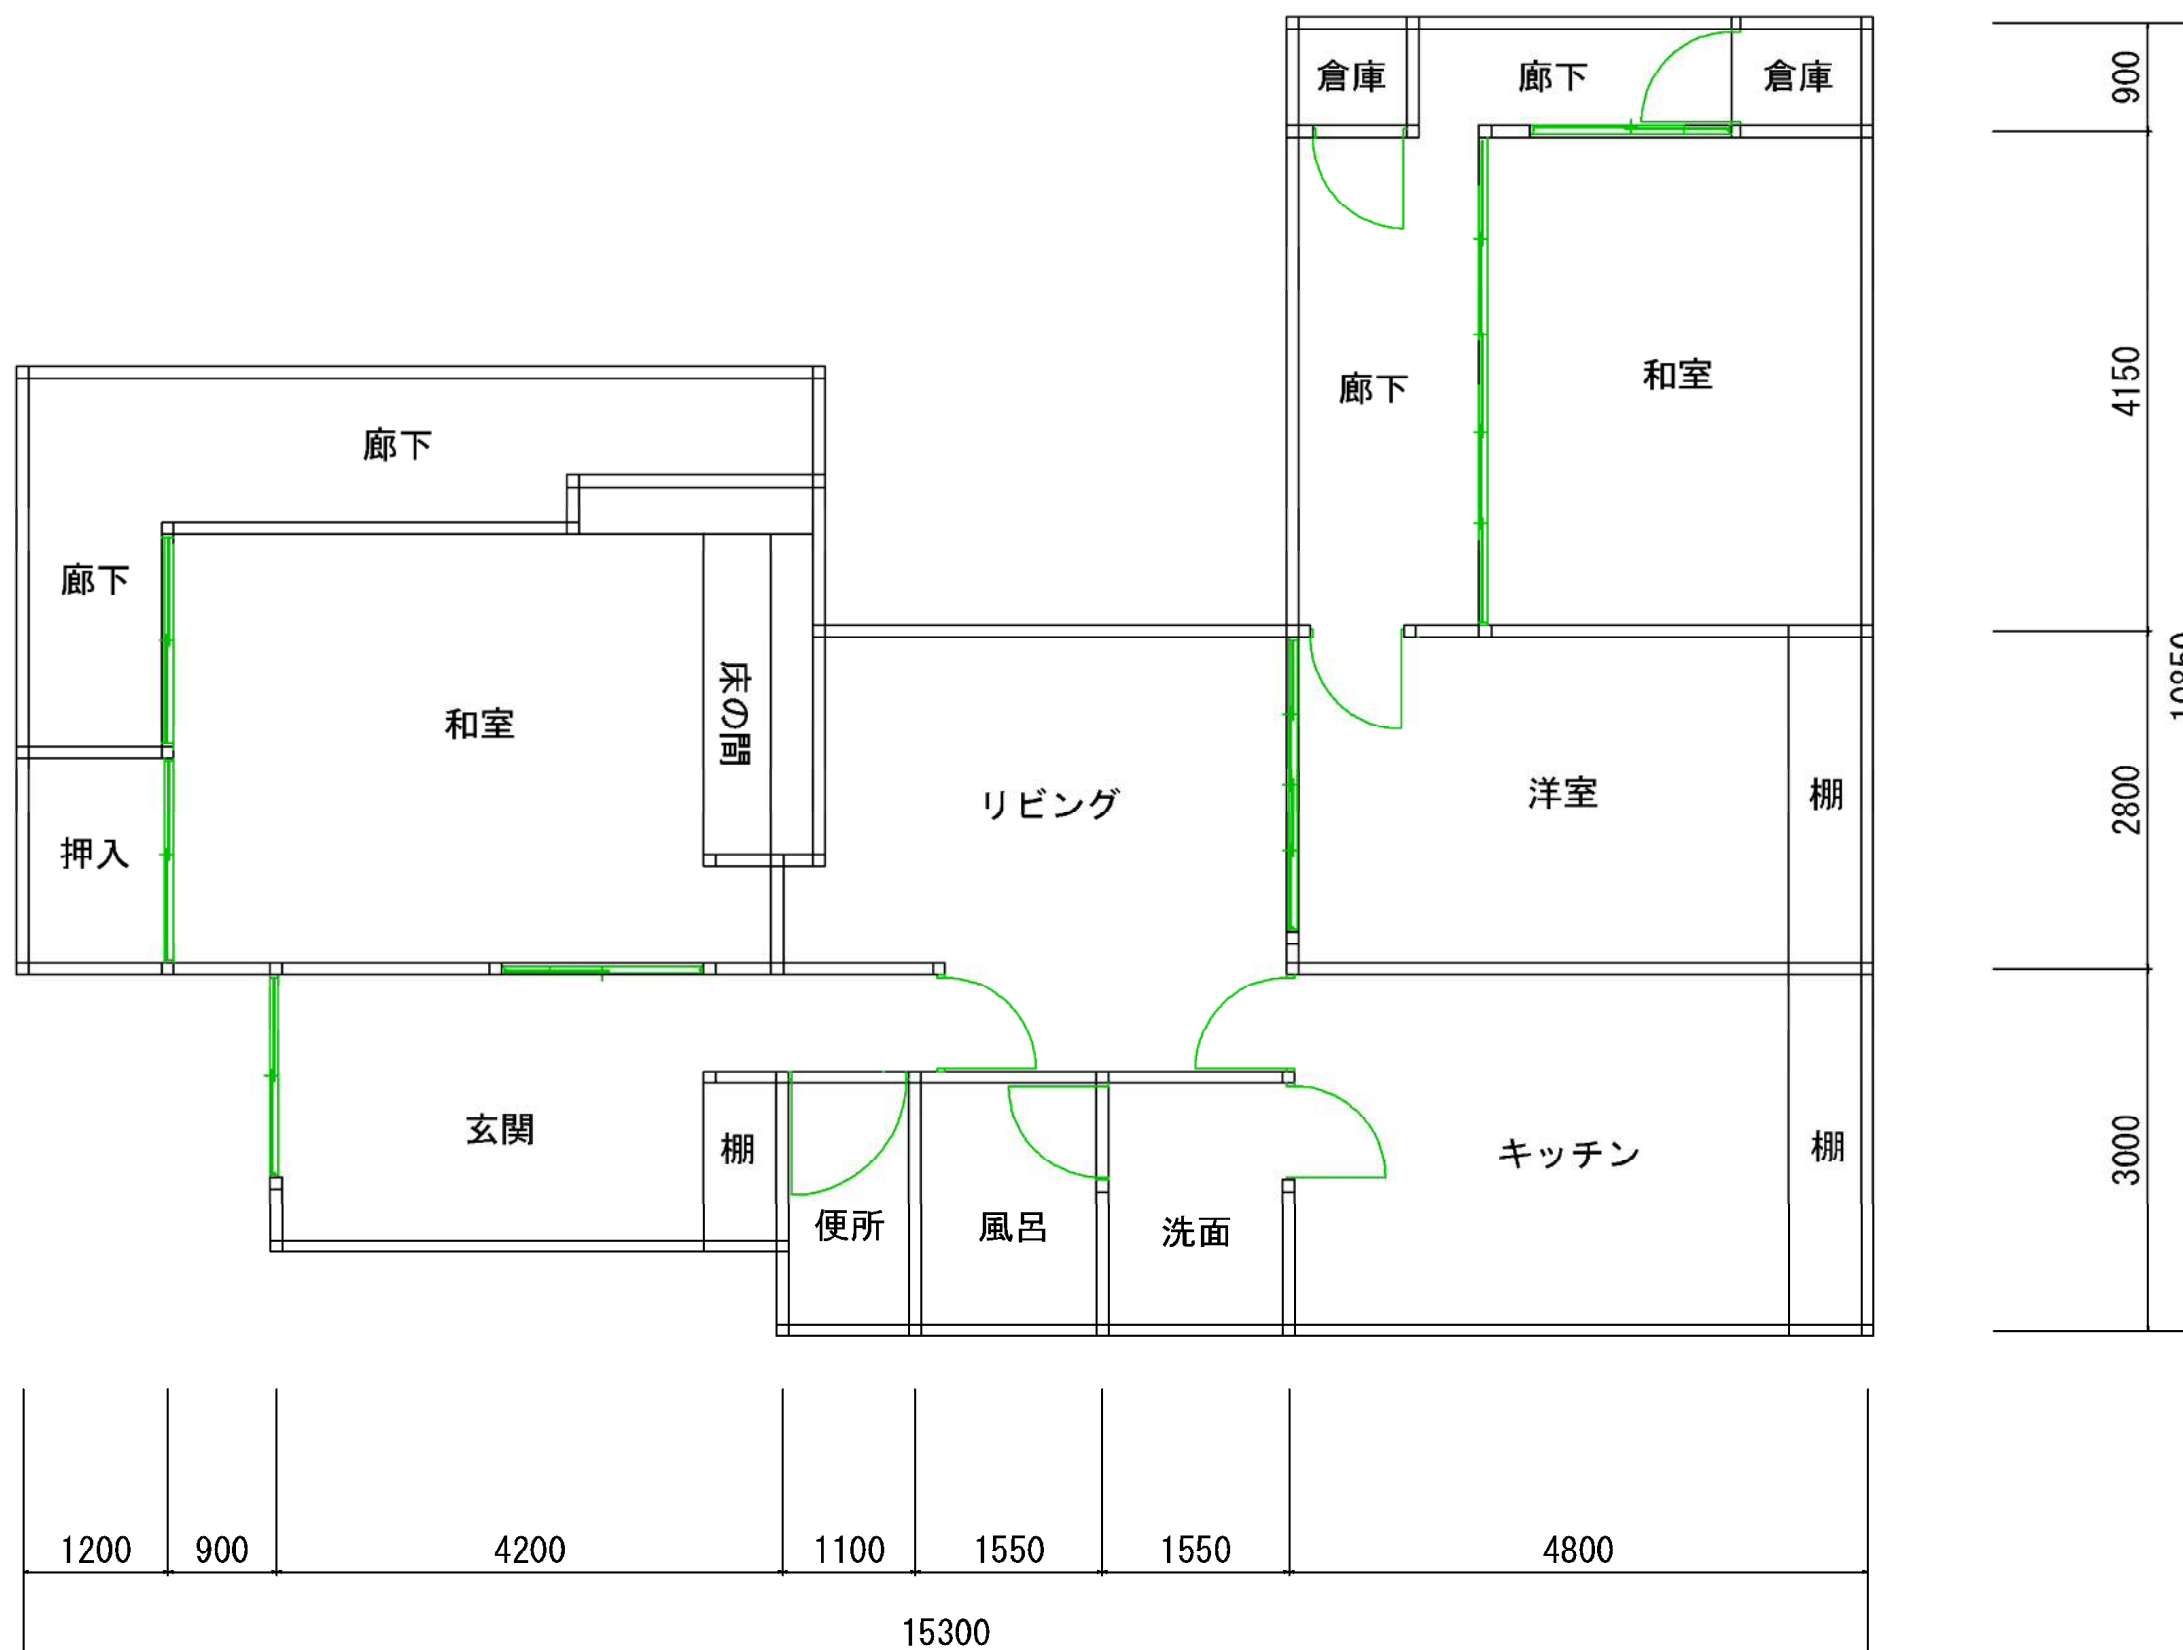 倉庫
廊下
倉庫
900
廊下
和室
4150
廊下
廊下
和室
床の間
リビング
洋室
棚
10850
2800
押入
玄関
棚
便所
風呂
洗面
キッチン
棚
3000
1200
900
4200
1100
1550
1550
4800
15300